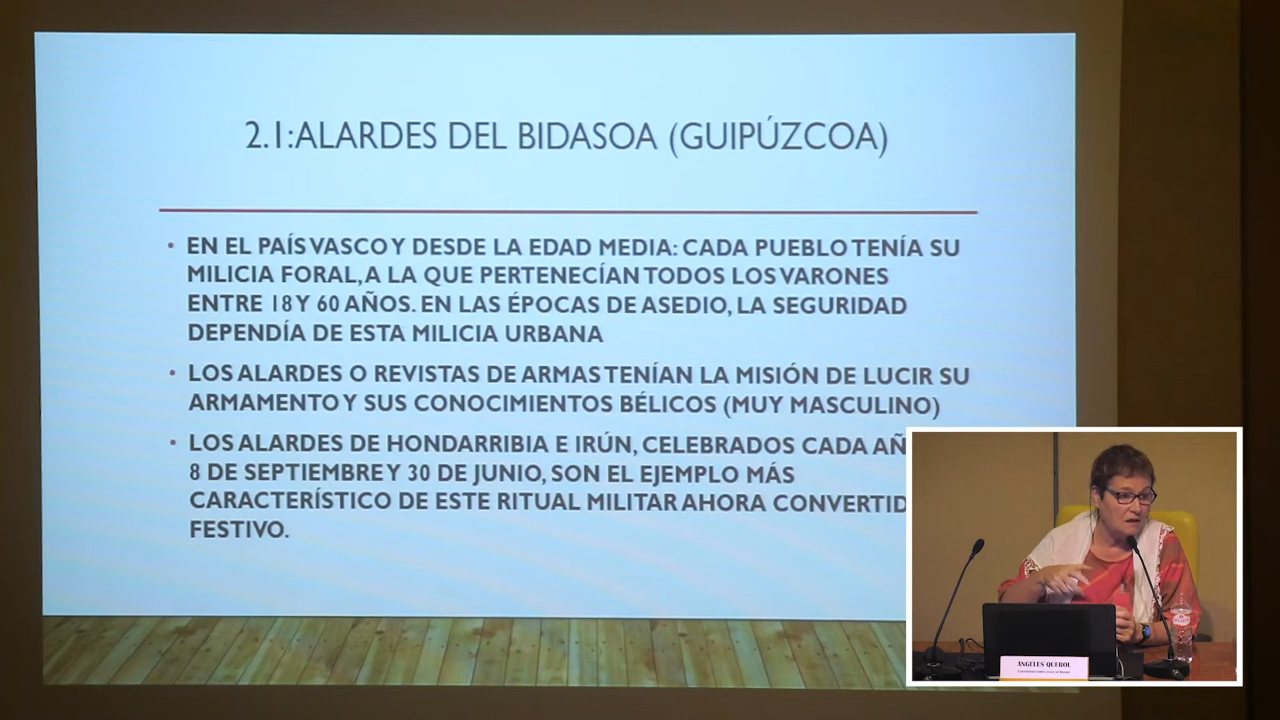 2.1:ALARDES DEL BIDASOA (GUIPÚZCOA)
• EN EL PAÍS VASCO Y DESDE LA EDAD MEDIA: CADA PUEBLO TENÍA SU
MILICIA FORAL, A LA QUE PERTENECÍAN TODOS LOS VARONES
ENTRE 18 Y 60 AÑOS. EN LAS ÉPOCAS DE ASEDIO, LA SEGURIDAD
DEPENDÍA DE ESTA MILICIA URBANA
• LOS ALARDES O REVISTAS DE ARMAS TENÍAN LA MISIÓN DE LUCIR SU
ARMAMENTO Y SUS CONOCIMIENTOS BÉLICOS (MUY MASCULINO)
• LOS ALARDES DE HONDARRIBIA E IRÚN, CELEBRADOS CADA AÑ
8 DE SEPTIEMBRE Y 30 DE JUNIO, SON EL EJEMPLO MÁS
CARACTERÍSTICO DE ESTE RITUAL MILITAR AHORA CONVERTID
FESTIVO.
ÁNGELES QUEROL